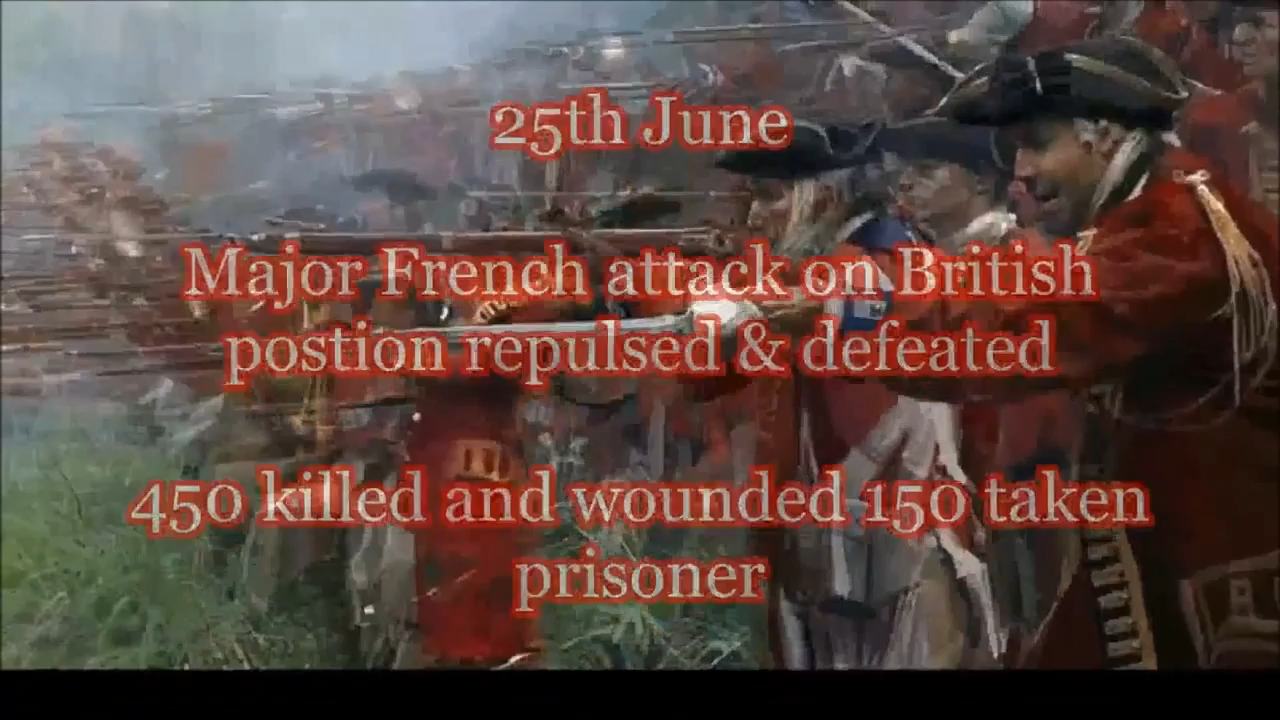 25th June
Major French attack on British
postion repulsed & defeated
450 killed and wounded 150 taken
prisoner